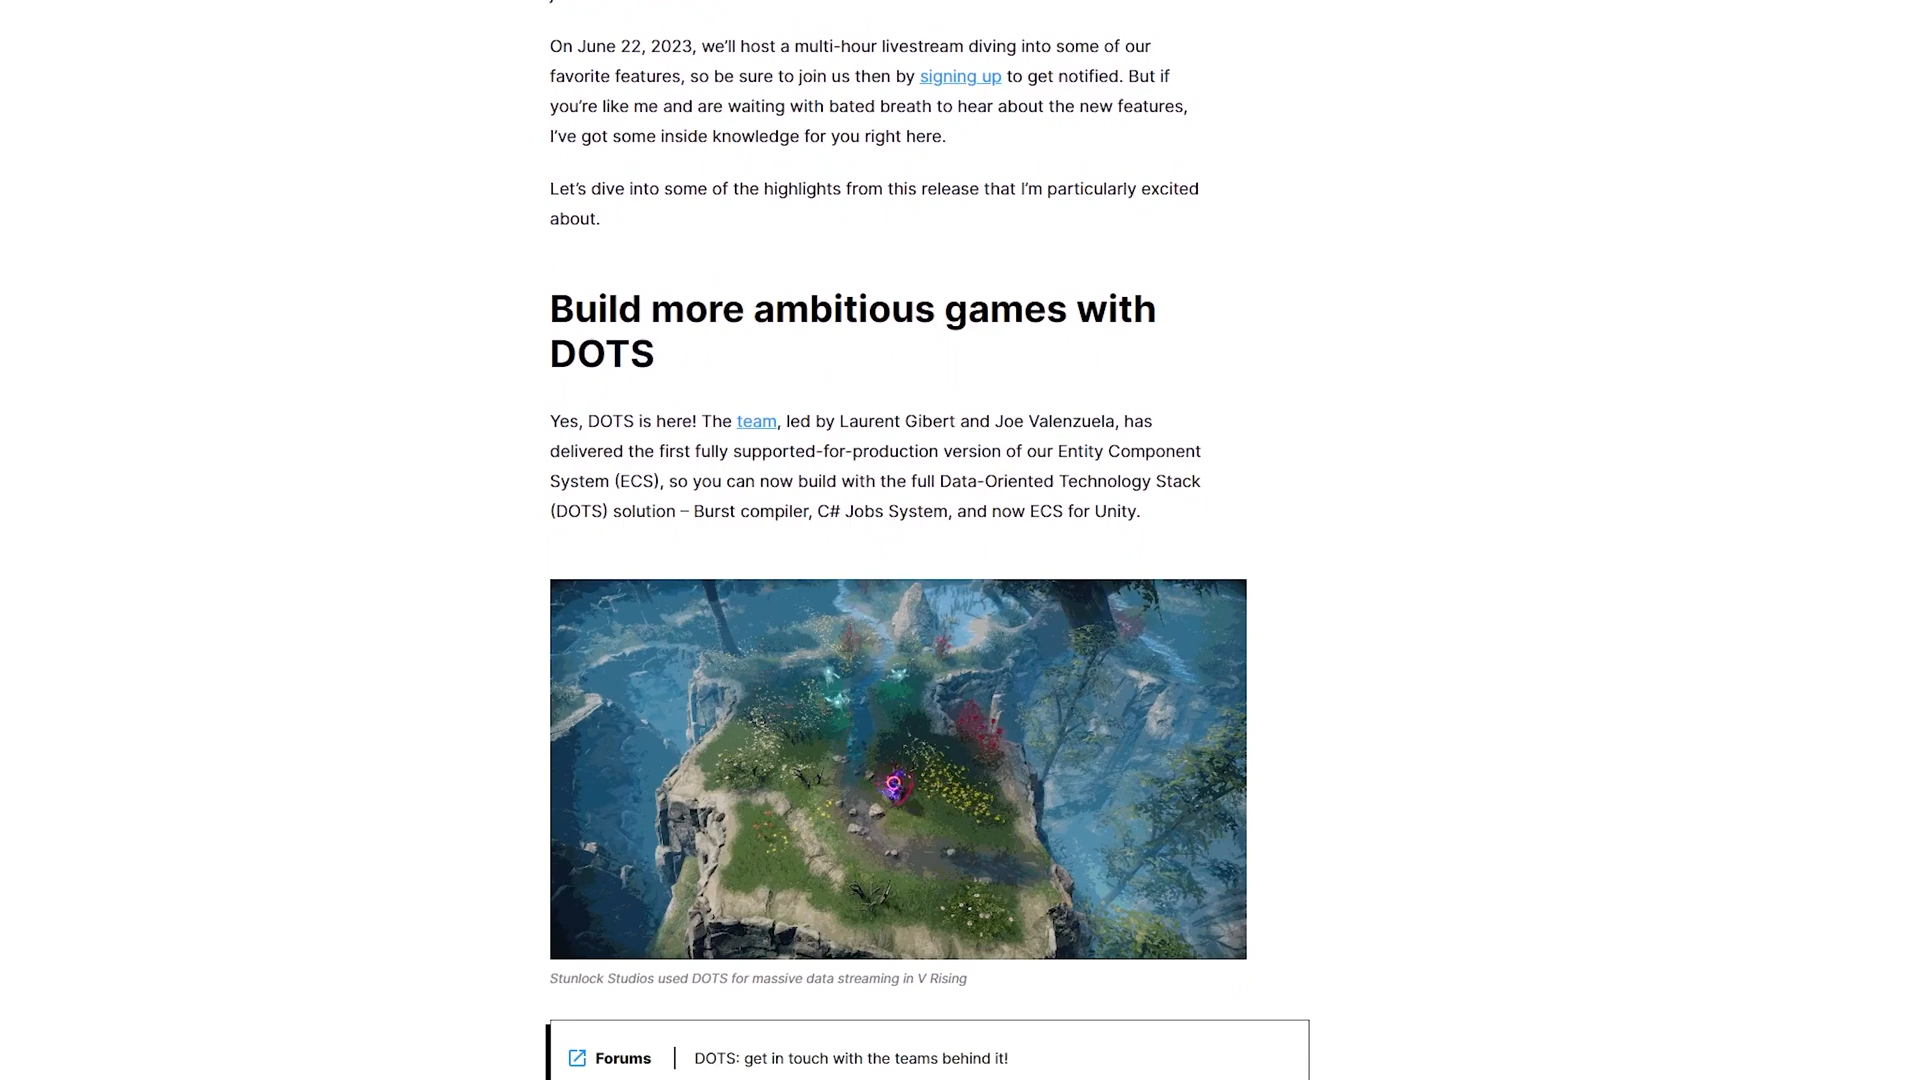 On June 22, 2023, we’ll host a multi-hour livestream diving into some of our
favorite features, so be sure to join us then by signing up to get notified. But if
you’re like me and are waiting with bated breath to hear about the new features,
I’ve got some inside knowledge for you right here.
Let’s dive into some of the highlights from this release that I’m particularly excited
about.
Build more ambitious games with
DOTS
Yes, DOTS is here! The team, led by Laurent Gibert and Joe Valenzuela, has
delivered the first fully supported-for-production version of our Entity Component
System (ECS), so you can now build with the full Data-Oriented Technology Stack
(DOTS) solution – Burst compiler, C# Jobs System, and now ECS for Unity.
Stunlock Studios used DOTS for massive data streaming in V Rising
Forums | DOTS: get in touch with the teams behind it!